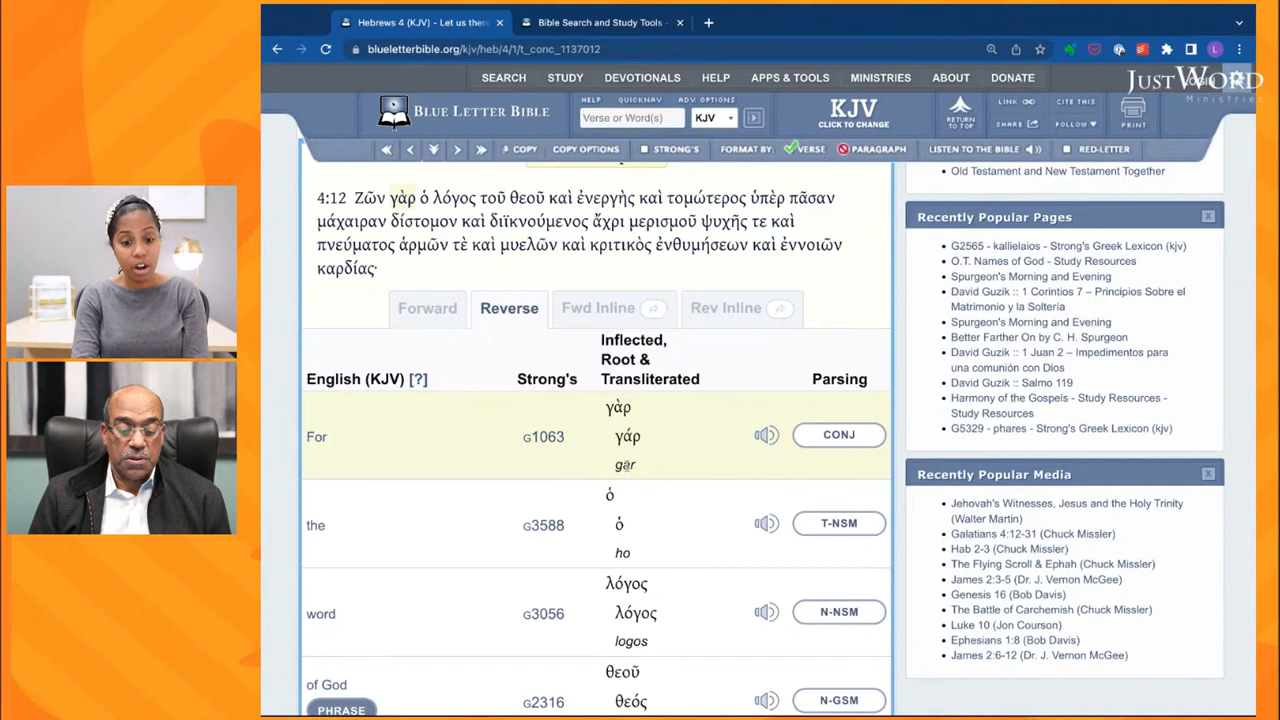 Hebrews 4 (KJV) - Let us ther
Bible Search and Study Tools -
blueletterbible.org/kjv/heb/4/1/t_conc_1137012
SEARCH STUDY DEVOTIONALS HELP APPS & TOOLS MINISTRIES ABOUT DONATE
JUSTWORD
Ministries
BLUE LETTER BIBLE
HELP QUICKNAV ADV. OPTIONS
Verse or Word(s) KJV
KJV
CLICK TO CHANGE
RETURN
TO TOP
LINK CITE THIS
SHARE FOLLOW
PRINT
COPY COPY OPTIONS STRONG'S FORMAT BY: VERSE PARAGRAPH LISTEN TO THE BIBLE RED-LETTER
4:12 Ζῶν γὰρ ὁ λόγος τοῦ θεοῦ καὶ ἐνεργὴς καὶ τομώτερος ὑπὲρ πᾶσαν
μάχαιραν δίστομον καὶ διϊκνούμενος ἄχρι μερισμοῦ ψυχῆς τε καὶ
πνεύματος ἁρμῶν τὲ καὶ μυελῶν καὶ κριτικὸς ἐνθυμήσεων καὶ ἐννοιῶν
καρδίας·
Forward Reverse Fwd Inline Rev Inline
English (KJV) [?]
Strong's
Inflected,
Root &
Transliterated
Parsing
γὰρ
For G1063 γάρ CONJ
gar
ὁ
the G3588 ὁ T-NSM
ho
λόγος
word G3056 λόγος N-NSM
logos
θεοῦ
of God
PHRASE
G2316 θεός N-GSM
Old Testament and New Testament Together
Recently Popular Pages
G2565 - kallielaios - Strong's Greek Lexicon (kjv)
O.T. Names of God - Study Resources
Spurgeon's Morning and Evening
David Guzik :: 1 Corintios 7 – Principios Sobre el
Matrimonio y la Soltería
Spurgeon's Morning and Evening
Better Farther On by C. H. Spurgeon
David Guzik :: 1 Juan 2 – Impedimentos para
una comunión con Dios
David Guzik :: Salmo 119
Harmony of the Gospels - Study Resources -
Study Resources
G5329 - phares - Strong's Greek Lexicon (kjv)
Recently Popular Media
Jehovah's Witnesses, Jesus and the Holy Trinity
(Walter Martin)
Galatians 4:12-31 (Chuck Missler)
Hab 2-3 (Chuck Missler)
The Flying Scroll & Ephah (Chuck Missler)
James 2:3-5 (Dr. J. Vernon McGee)
Genesis 16 (Bob Davis)
The Battle of Carchemish (Chuck Missler)
Luke 10 (Jon Courson)
Ephesians 1:8 (Bob Davis)
James 2:6-12 (Dr. J. Vernon McGee)